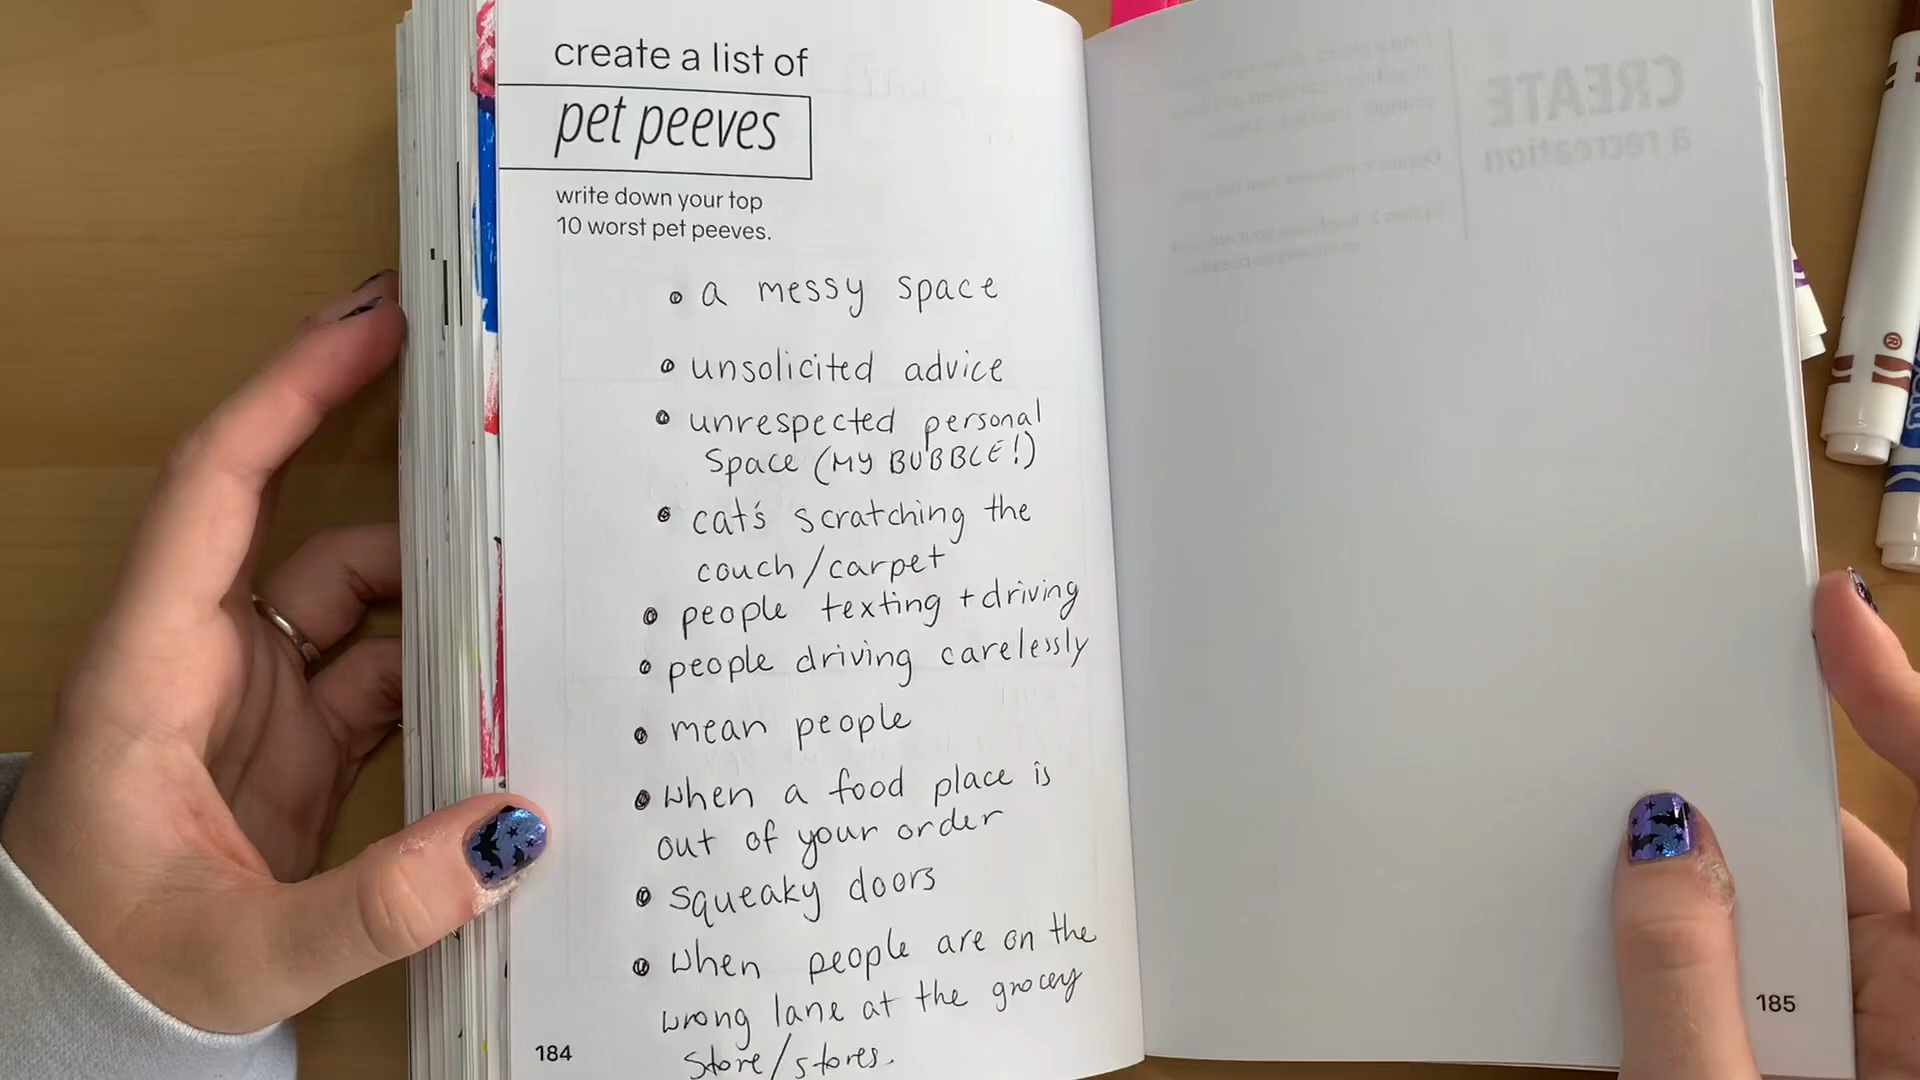 create a list of
pet peeves
write down your top
10 worst pet peeves.
• a messy space
• unsolicited advice
• unrespected personal
space (MY BUBBLE!)
• cat's scratching the
couch/carpet
• people texting + driving
• people driving carelessly
• mean people
• when a food place is
out of your order
• squeaky doors
• when people are on the
wrong lane at the grocery
store/stores.
184
CREATE
a recreation
185
®